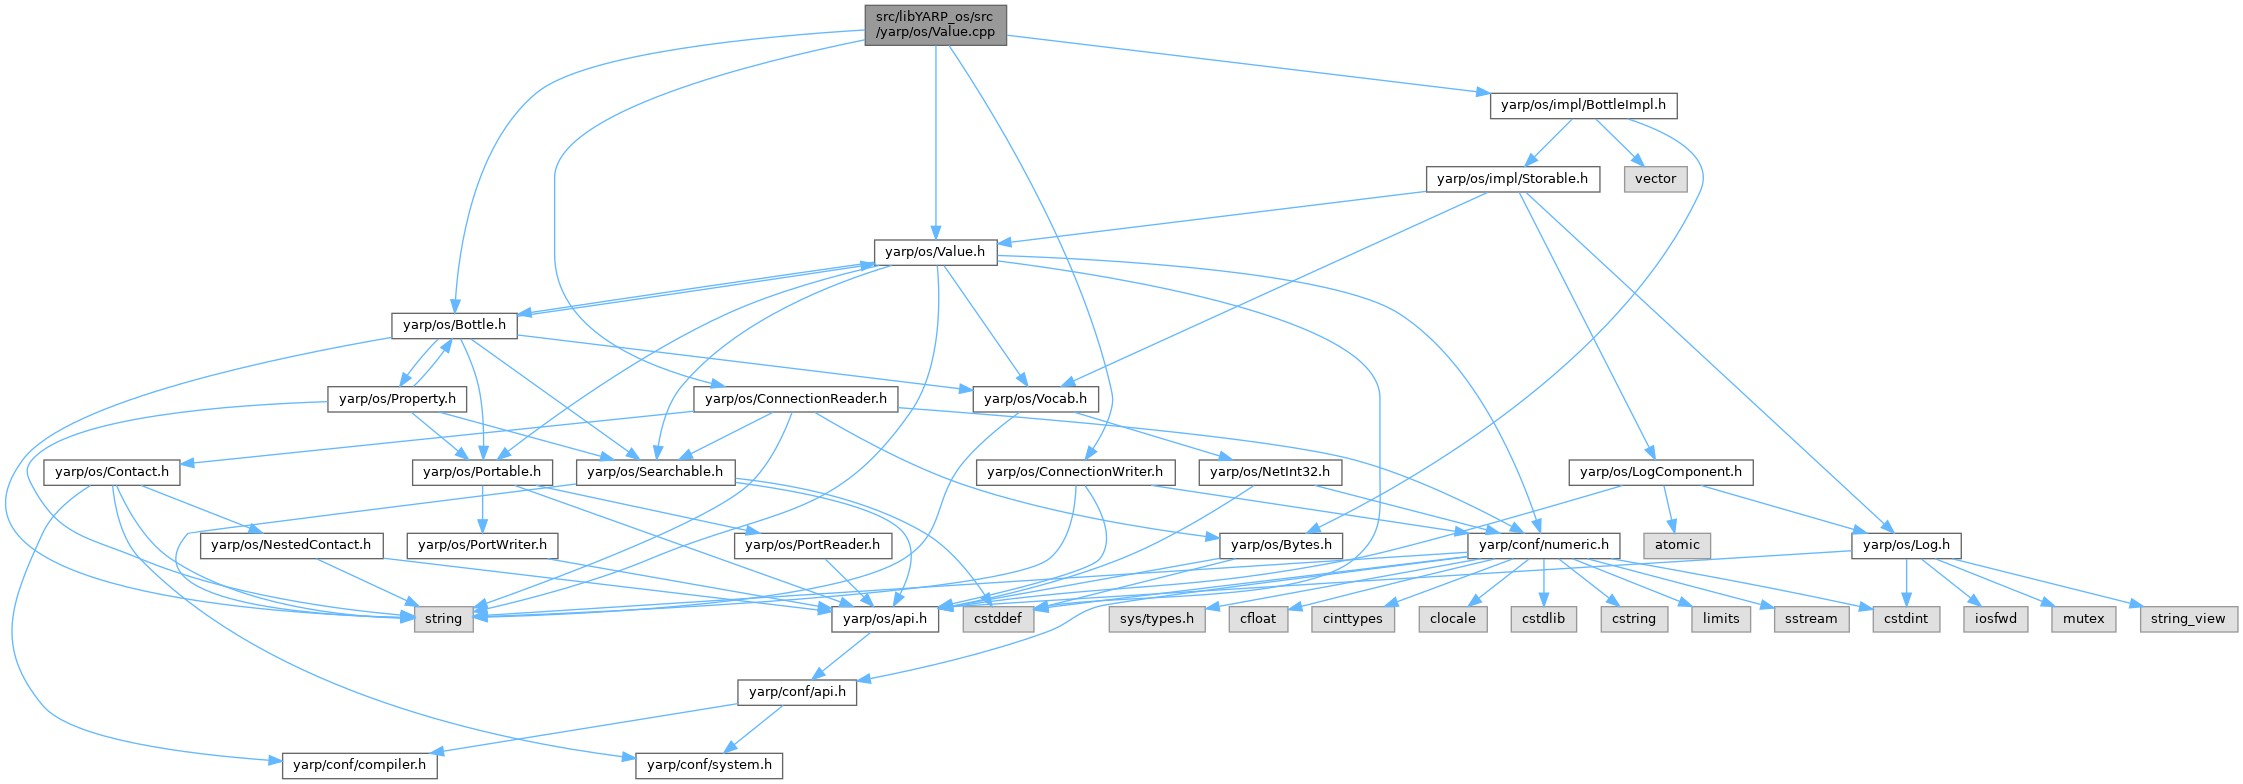 src/libYARP_os/src
/yarp/os/Value.cpp
yarp/os/impl/BottleImpl.h
yarp/os/impl/Storable.h
vector
yarp/os/Value.h
yarp/os/Bottle.h
yarp/os/Property.h
yarp/os/ConnectionReader.h
yarp/os/Vocab.h
yarp/os/Contact.h
yarp/os/Portable.h
yarp/os/Searchable.h
yarp/os/ConnectionWriter.h
yarp/os/NetInt32.h
yarp/os/LogComponent.h
yarp/os/NestedContact.h
yarp/os/PortWriter.h
yarp/os/PortReader.h
yarp/os/Bytes.h
yarp/conf/numeric.h
atomic
yarp/os/Log.h
string
yarp/os/api.h
cstddef
sys/types.h
cfloat
cinttypes
clocale
cstdlib
cstring
limits
sstream
cstdint
iosfwd
mutex
string_view
yarp/conf/api.h
yarp/conf/compiler.h
yarp/conf/system.h